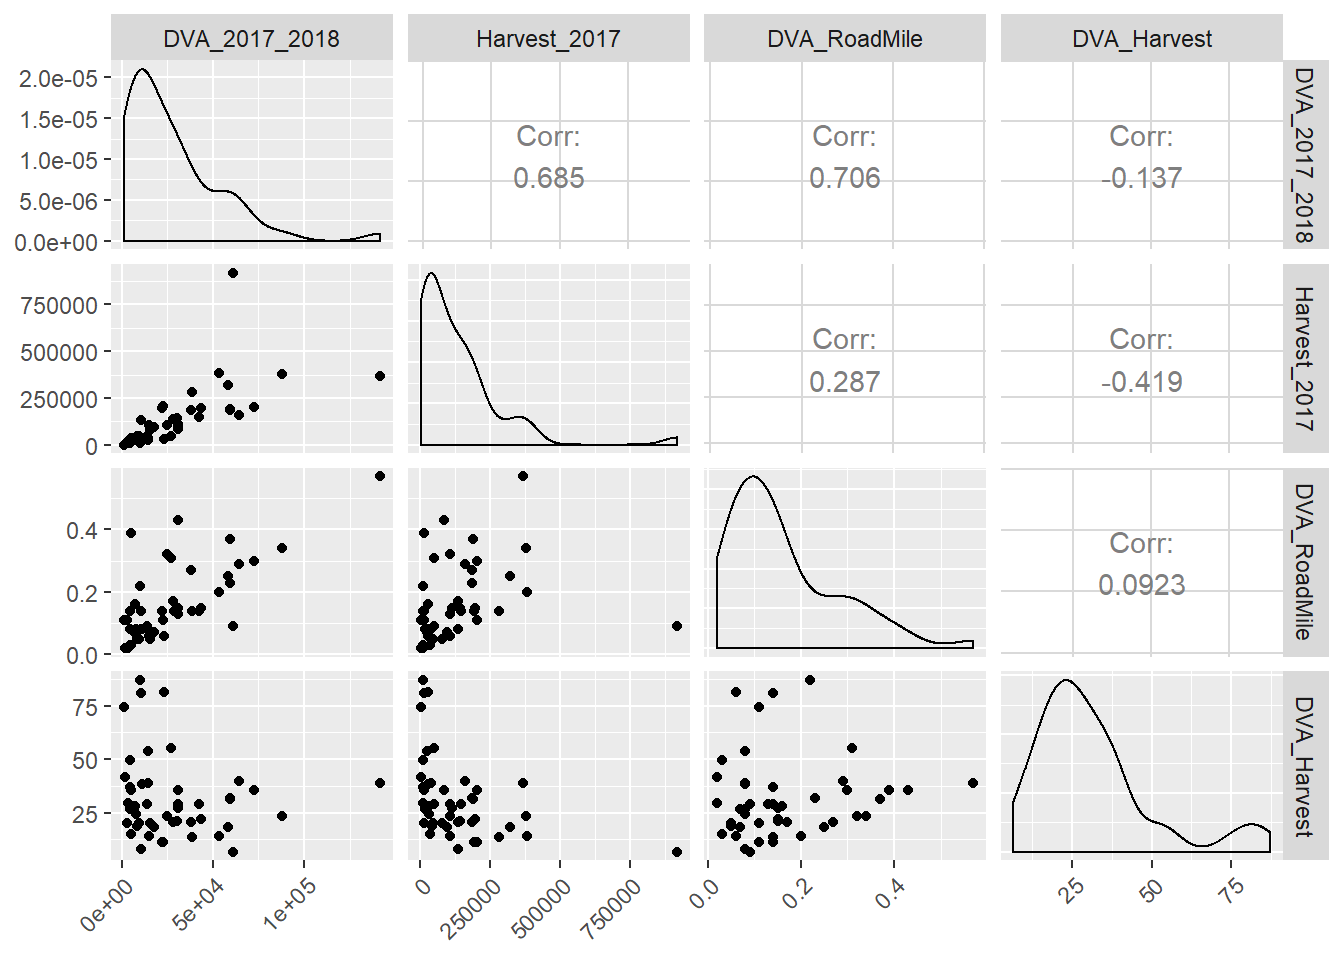 DVA_2017_2018
Harvest_2017
DVA_RoadMile
DVA_Harvest
2.0e-05
1.5e-05
1.0e-05
5.0e-06
0.0e+00
Corr:
0.685
Corr:
0.706
Corr:
-0.137
DVA_2017_2018
750000
500000
250000
0
Corr:
0.287
Corr:
-0.419
Harvest_2017
0.4
0.2
0.0
Corr:
0.0923
DVA_RoadMile
75
50
25
DVA_Harvest
0e+00
5e+04
1e+05
0
250000
500000
750000
0.0
0.2
0.4
25
50
75